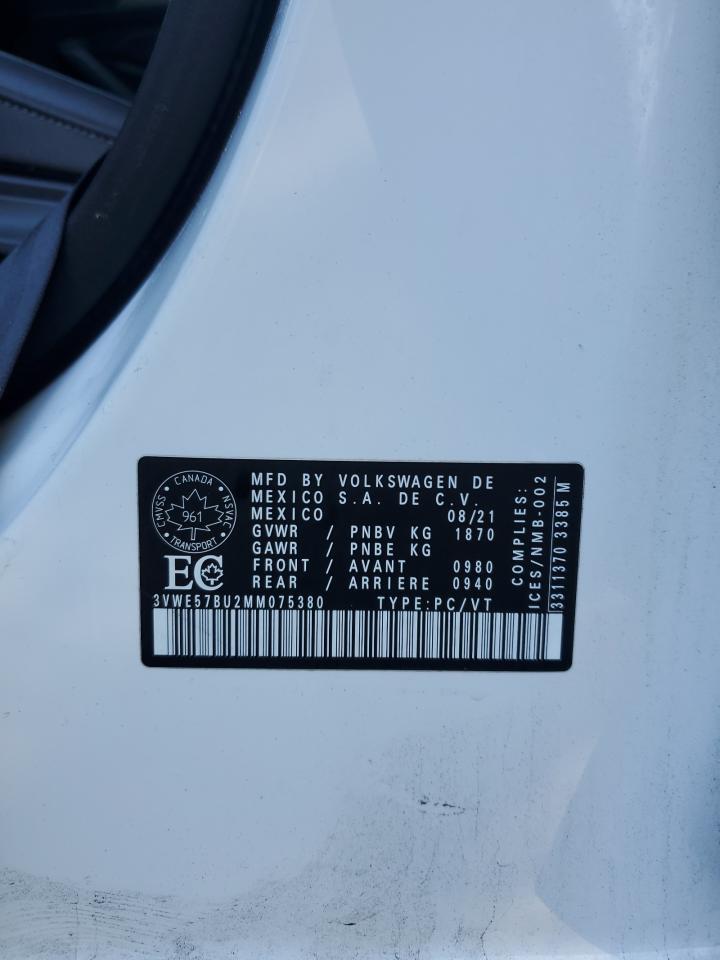 MFD BY VOLKSWAGEN DE
MEXICO S.A. DE C.V.
MEXICO 08/21
GVWR / PNBV KG 1870
GAWR / PNBE KG
FRONT / AVANT 0980
REAR / ARRIERE 0940
CANADA
CMVSS
NSVAC
961
TRANSPORT
EC
3VWE57BU2MM075380 TYPE:PC/VT
COMPLIES:
ICES/NMB-002
3311370 3385 M